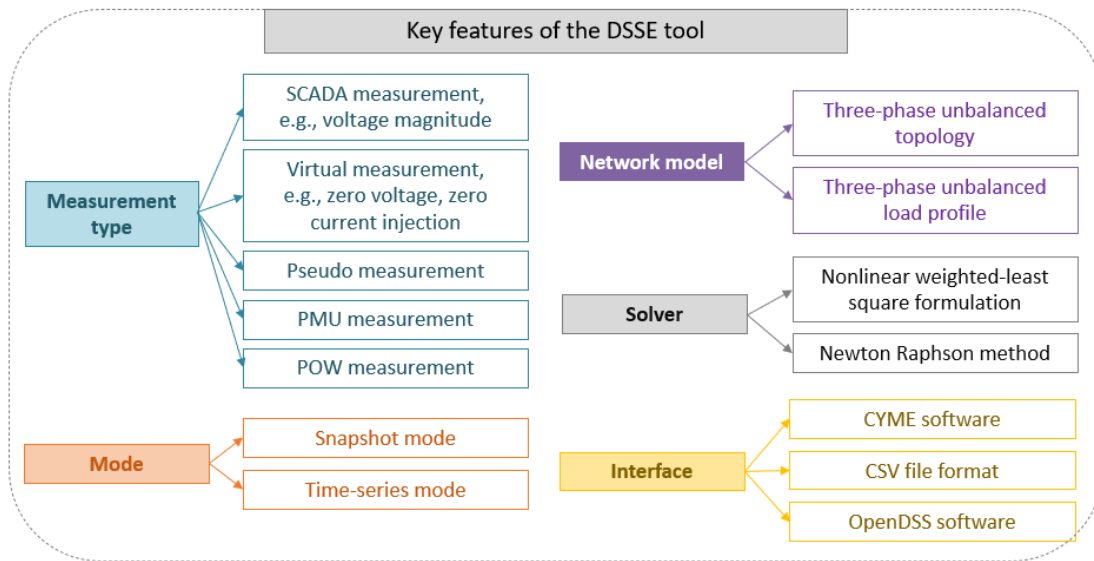 Key features of the DSSE tool
Measurement
type
SCADA measurement,
e.g., voltage magnitude
Virtual measurement,
e.g., zero voltage, zero
current injection
Pseudo measurement
PMU measurement
POW measurement
Mode
Snapshot mode
Time-series mode
Network model
Three-phase unbalanced
topology
Three-phase unbalanced
load profile
Solver
Nonlinear weighted-least
square formulation
Newton Raphson method
Interface
CYME software
CSV file format
OpenDSS software